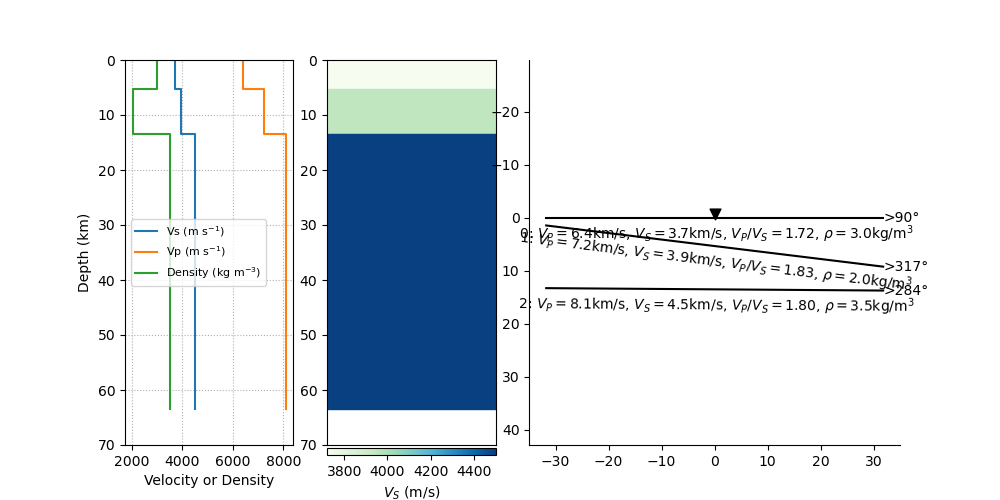 0
10
20
30
40
50
60
70
Depth (km)
2000 4000 6000 8000
Velocity or Density
Vs (m s⁻¹)
Vp (m s⁻¹)
Density (kg m⁻³)
0
10
20
30
40
50
60
70
3800 4000 4200 4400
V_S (m/s)
−20
−10
0
10
20
30
40
−30 −20 −10 0 10 20 30
>90°
0: V_P = 6.4km/s, V_S = 3.7km/s, V_P/V_S = 1.72, ρ = 3.0kg/m³
>317°
1: V_P = 7.2km/s, V_S = 3.9km/s, V_P/V_S = 1.83, ρ = 2.0kg/m³
>284°
2: V_P = 8.1km/s, V_S = 4.5km/s, V_P/V_S = 1.80, ρ = 3.5kg/m³